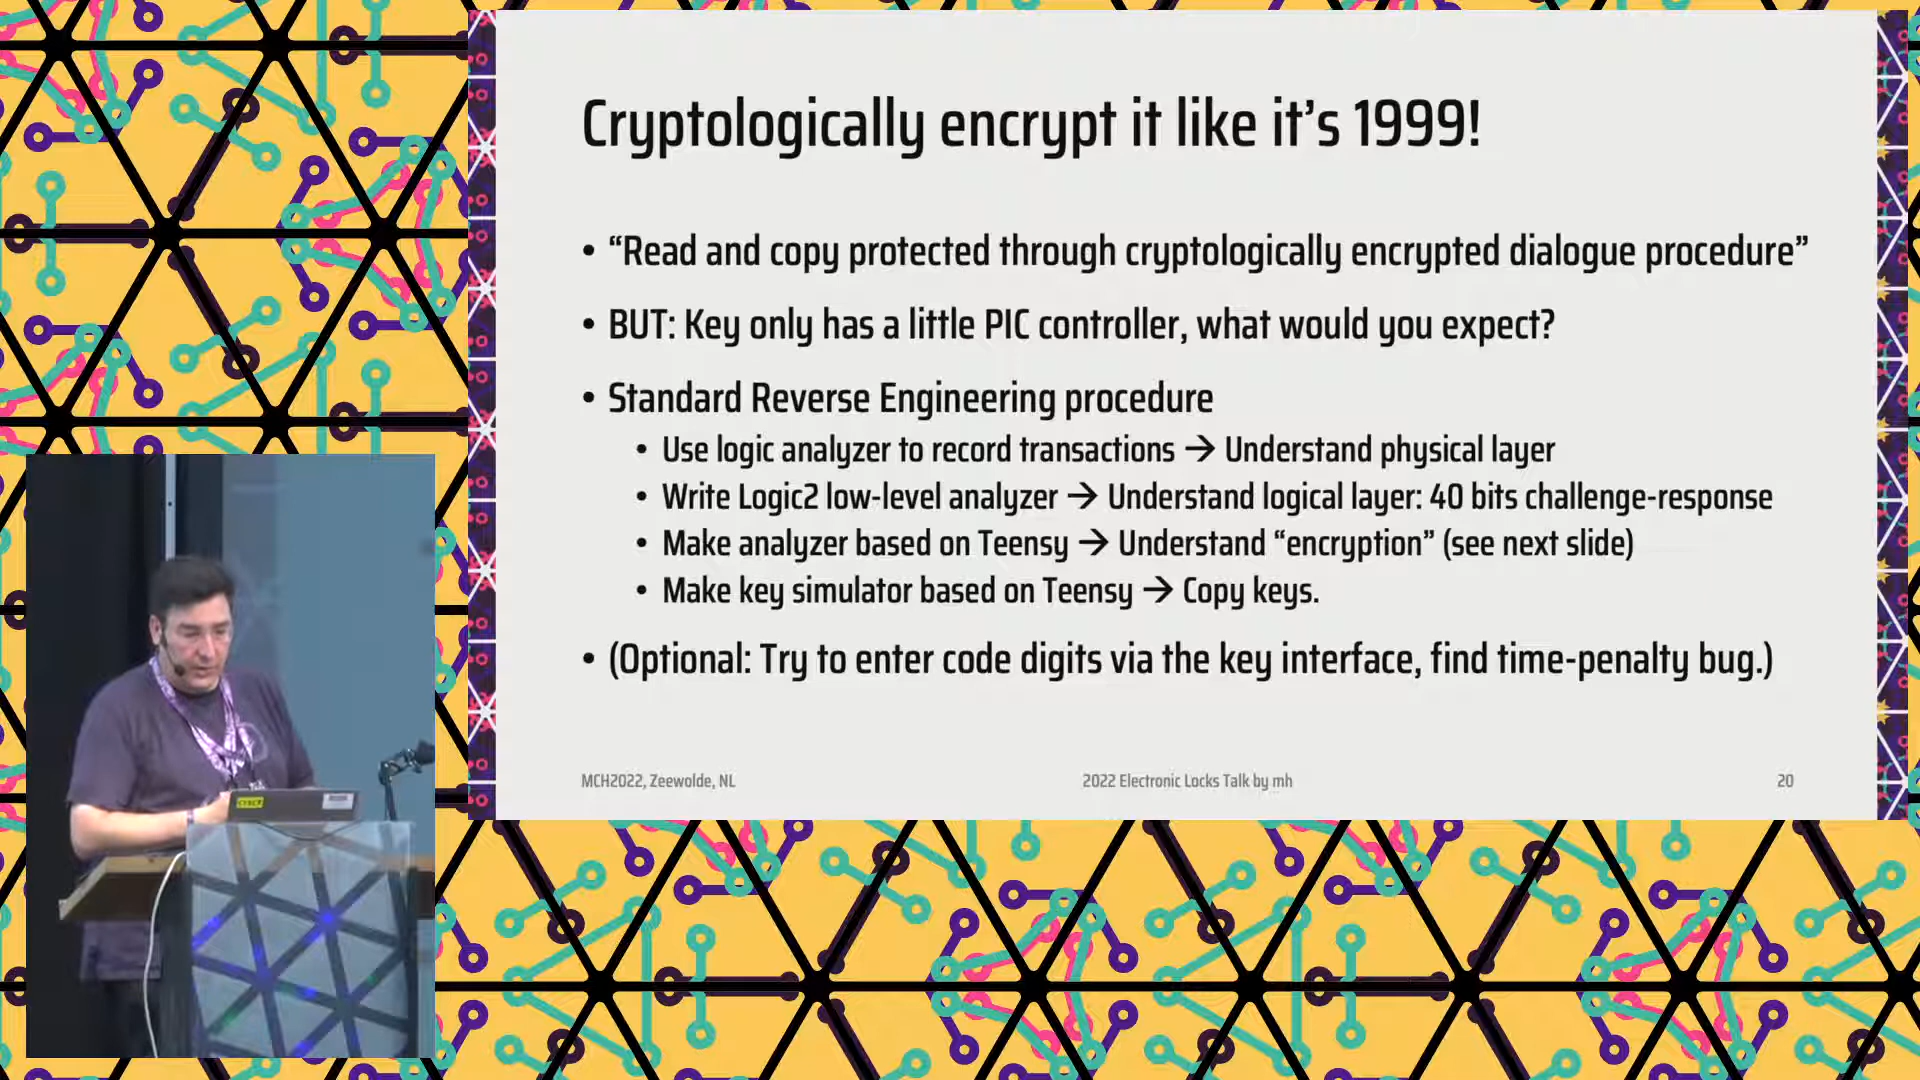 Cryptologically encrypt it like it’s 1999!
• “Read and copy protected through cryptologically encrypted dialogue procedure”
• BUT: Key only has a little PIC controller, what would you expect?
• Standard Reverse Engineering procedure
• Use logic analyzer to record transactions → Understand physical layer
• Write Logic2 low-level analyzer → Understand logical layer: 40 bits challenge-response
• Make analyzer based on Teensy → Understand “encryption” (see next slide)
• Make key simulator based on Teensy → Copy keys.
• (Optional: Try to enter code digits via the key interface, find time-penalty bug.)
MCH2022, Zeewolde, NL
2022 Electronic Locks Talk by mh
20